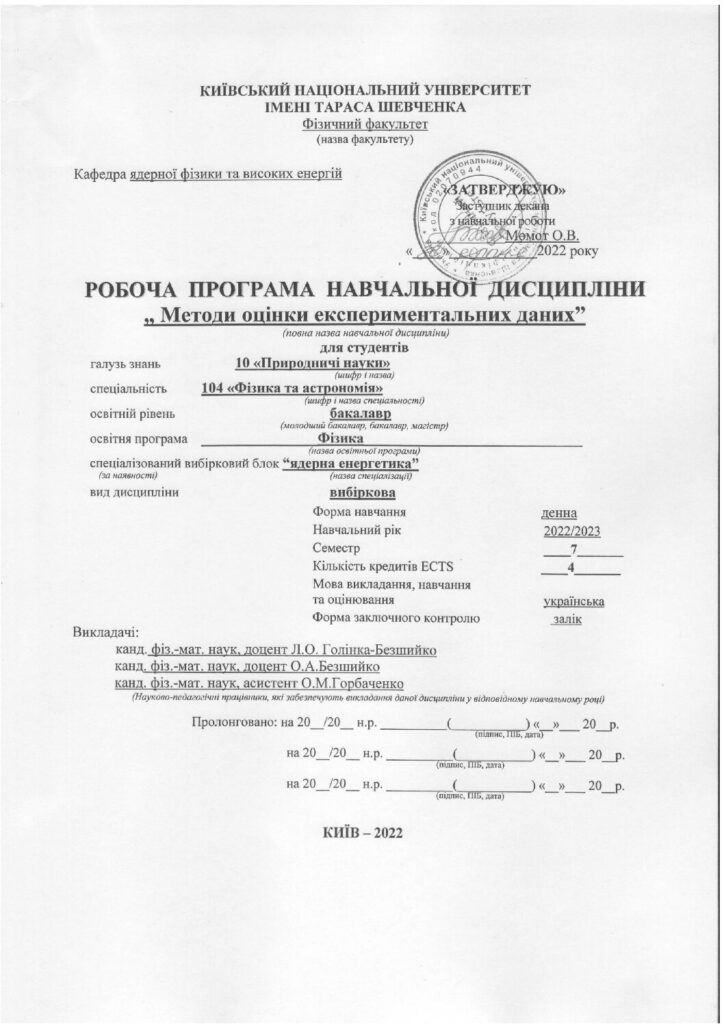 КИЇВСЬКИЙ НАЦІОНАЛЬНИЙ УНІВЕРСИТЕТ
ІМЕНІ ТАРАСА ШЕВЧЕНКА
Фізичний факультет
(назва факультету)
Кафедра ядерної фізики та високих енергій
«ЗАТВЕРДЖУЮ»
Заступник декана
з навчальної роботи
Момот О.В.
« » 2022 року
РОБОЧА ПРОГРАМА НАВЧАЛЬНОЇ ДИСЦИПЛІНИ
„ Методи оцінки експериментальних даних”
(повна назва навчальної дисципліни)
для студентів
галузь знань 10 «Природничі науки»
(шифр і назва)
спеціальність 104 «Фізика та астрономія»
(шифр і назва спеціальності)
освітній рівень бакалавр
(молодший бакалавр, бакалавр, магістр)
освітня програма Фізика
(назва освітньої програми)
спеціалізований вибірковий блок “ядерна енергетика”
(за наявності) (назва спеціалізації)
вид дисципліни вибіркова
Форма навчання денна
Навчальний рік 2022/2023
Семестр ____7_______
Кількість кредитів ECTS ____4_______
Мова викладання, навчання
та оцінювання українська
Форма заключного контролю залік
Викладачі:
канд. фіз.-мат. наук, доцент Л.О. Голінка-Безшийко
канд. фіз.-мат. наук, доцент О.А.Безшийко
канд. фіз.-мат. наук, асистент О.М.Горбаченко
(Науково-педагогічні працівники, які забезпечують викладання даної дисципліни у відповідному навчальному році)
Пролонговано: на 20__/20__ н.р. __________(___________) «__»___ 20__р.
(підпис, ПІБ, дата)
на 20__/20__ н.р. __________(___________) «__»___ 20__р.
(підпис, ПІБ, дата)
на 20__/20__ н.р. __________(___________) «__»___ 20__р.
(підпис, ПІБ, дата)
КИЇВ – 2022